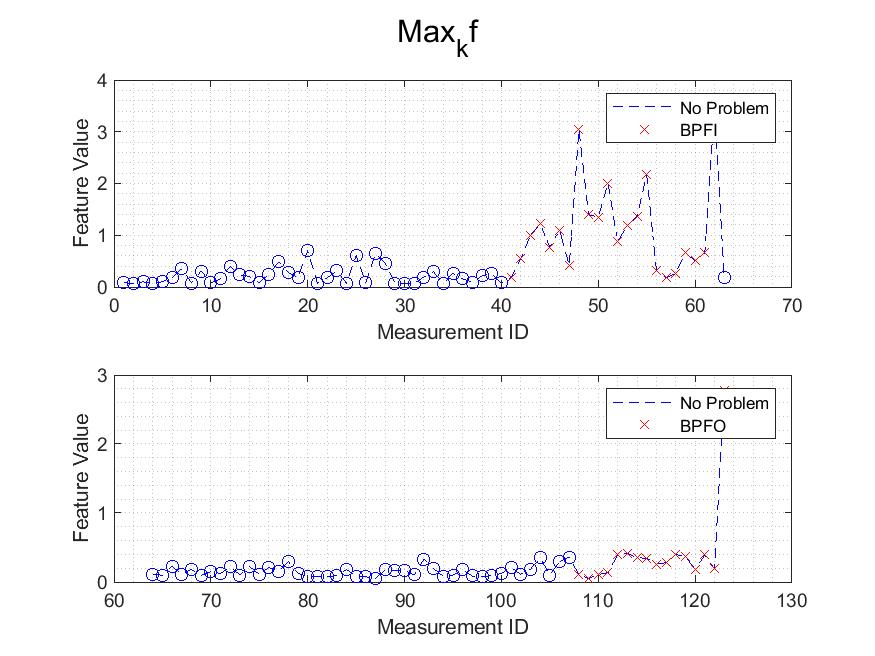 Max_kf
4
3
2
1
0
Feature Value
No Problem
BPFI
0 10 20 30 40 50 60 70
Measurement ID
3
2
1
0
Feature Value
No Problem
BPFO
60 70 80 90 100 110 120 130
Measurement ID